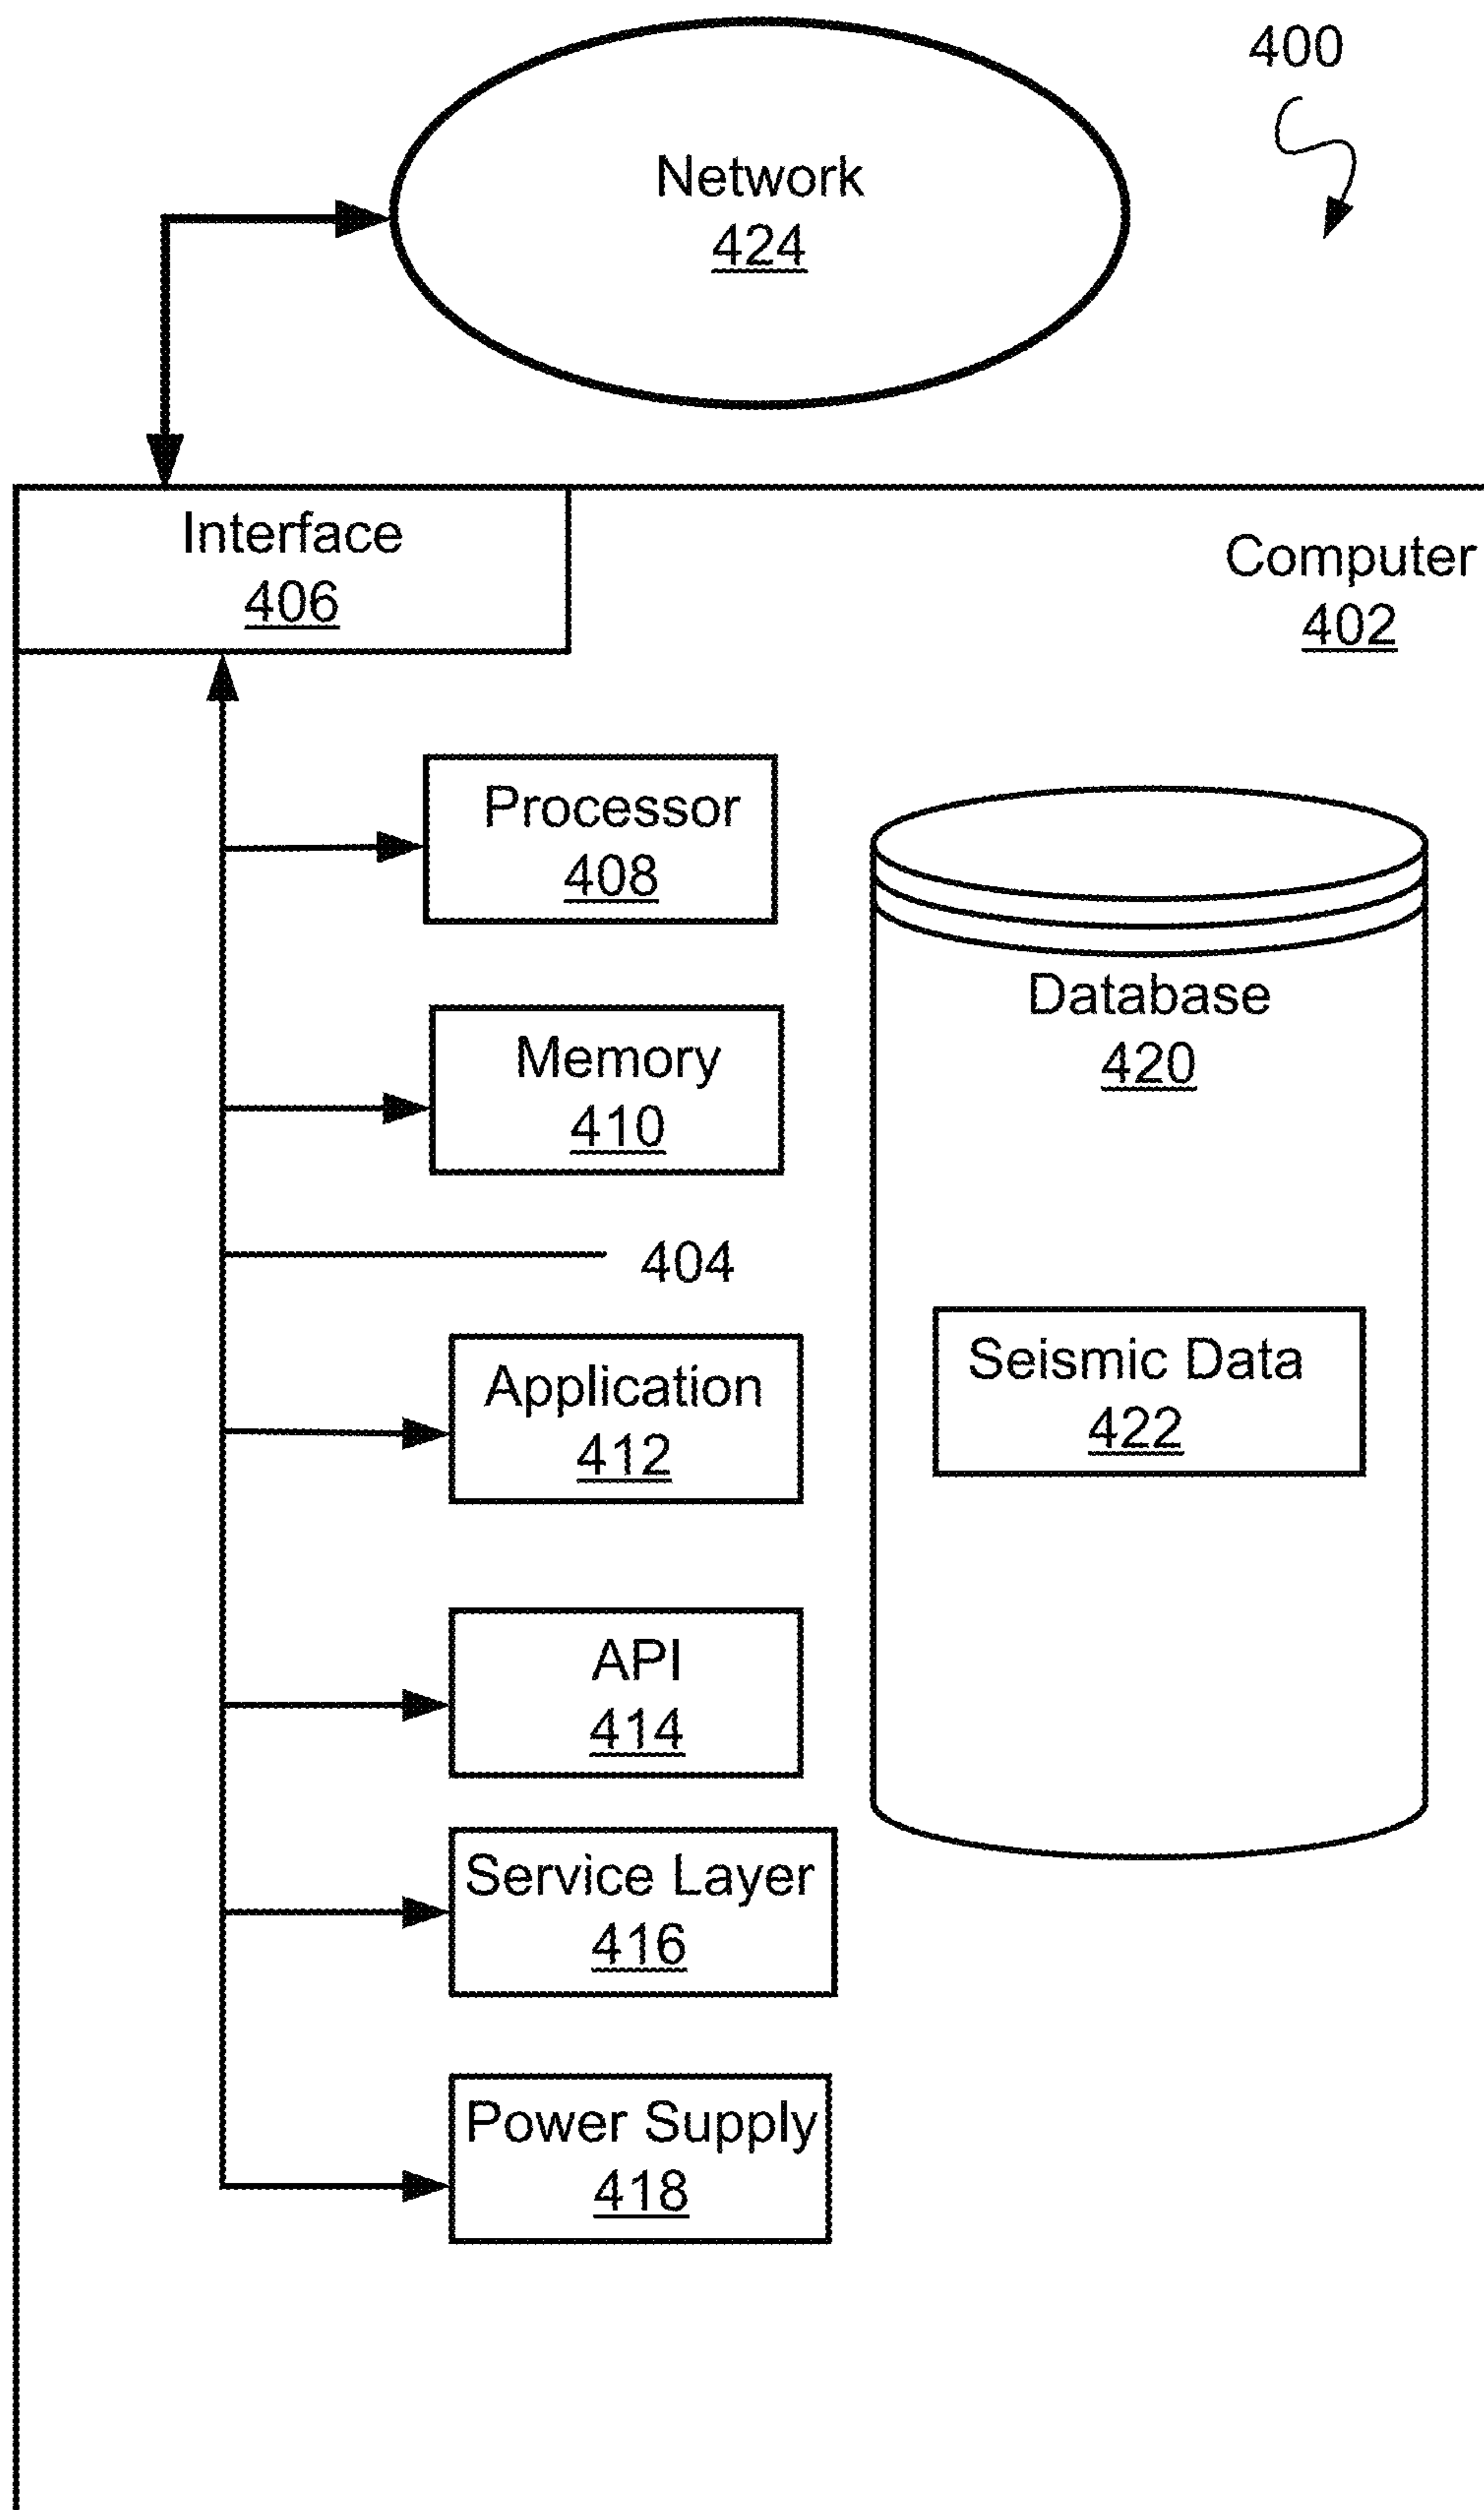 400
Network
424
Interface
406
Computer
402
Processor
408
Database
420
Memory
410
404
Seismic Data
422
Application
412
API
414
Service Layer
416
Power Supply
418